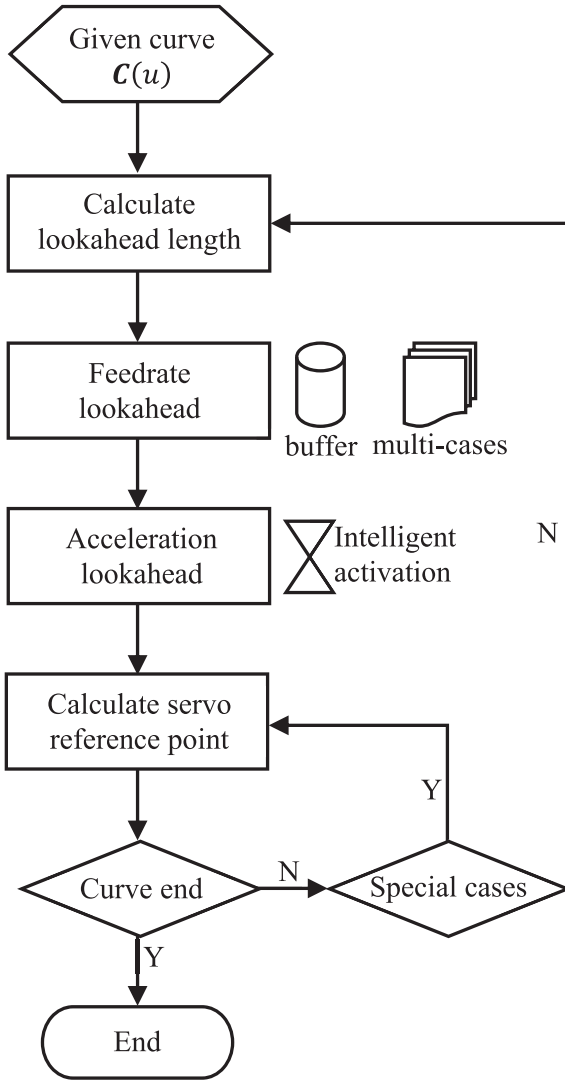 Given curve
C(u)
Calculate
lookahead length
Feedrate
lookahead
buffer
multi-cases
Acceleration
lookahead
Intelligent
activation
N
Calculate servo
reference point
Y
Curve end
N
Special cases
Y
End